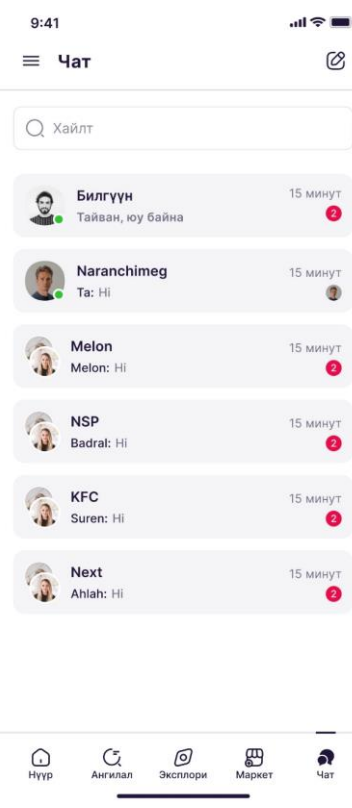 9:41
Чат
Хайлт
Билгүүн
15 минут
Тайван, юу байна
2
Naranchimeg
15 минут
Та: Hi
Melon
15 минут
Melon: Hi
2
NSP
15 минут
Badral: Hi
2
KFC
15 минут
Suren: Hi
2
Next
15 минут
Ahlah: Hi
2
Нүүр
Ангилал
Эксплори
Маркет
Чат